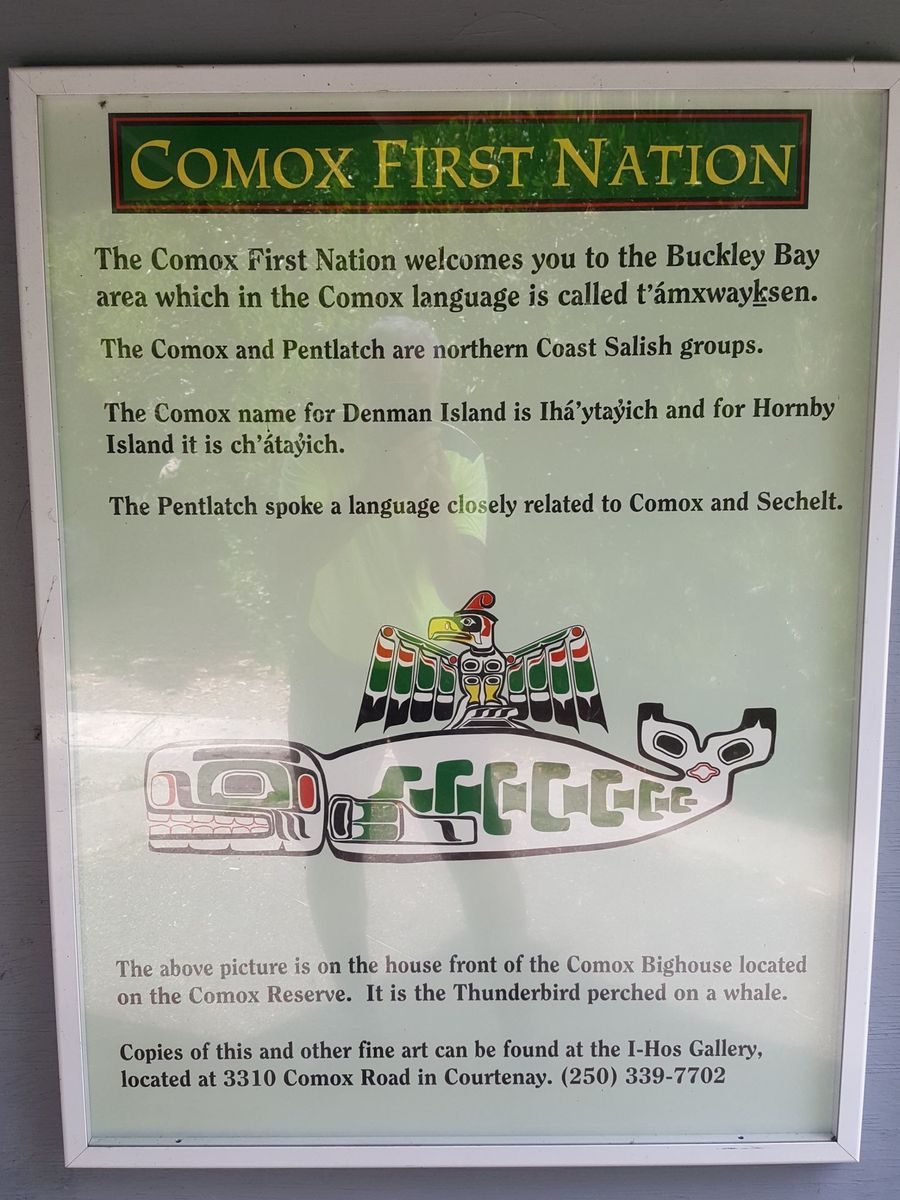 COMOX FIRST NATION
The Comox First Nation welcomes you to the Buckley Bay
area which in the Comox language is called t’ámxwayḵsen.
The Comox and Pentlatch are northern Coast Salish groups.
The Comox name for Denman Island is Ihá’ytay̓ich and for Hornby
Island it is ch’átay̓ich.
The Pentlatch spoke a language closely related to Comox and Sechelt.
The above picture is on the house front of the Comox Bighouse located
on the Comox Reserve. It is the Thunderbird perched on a whale.
Copies of this and other fine art can be found at the I-Hos Gallery,
located at 3310 Comox Road in Courtenay. (250) 339-7702